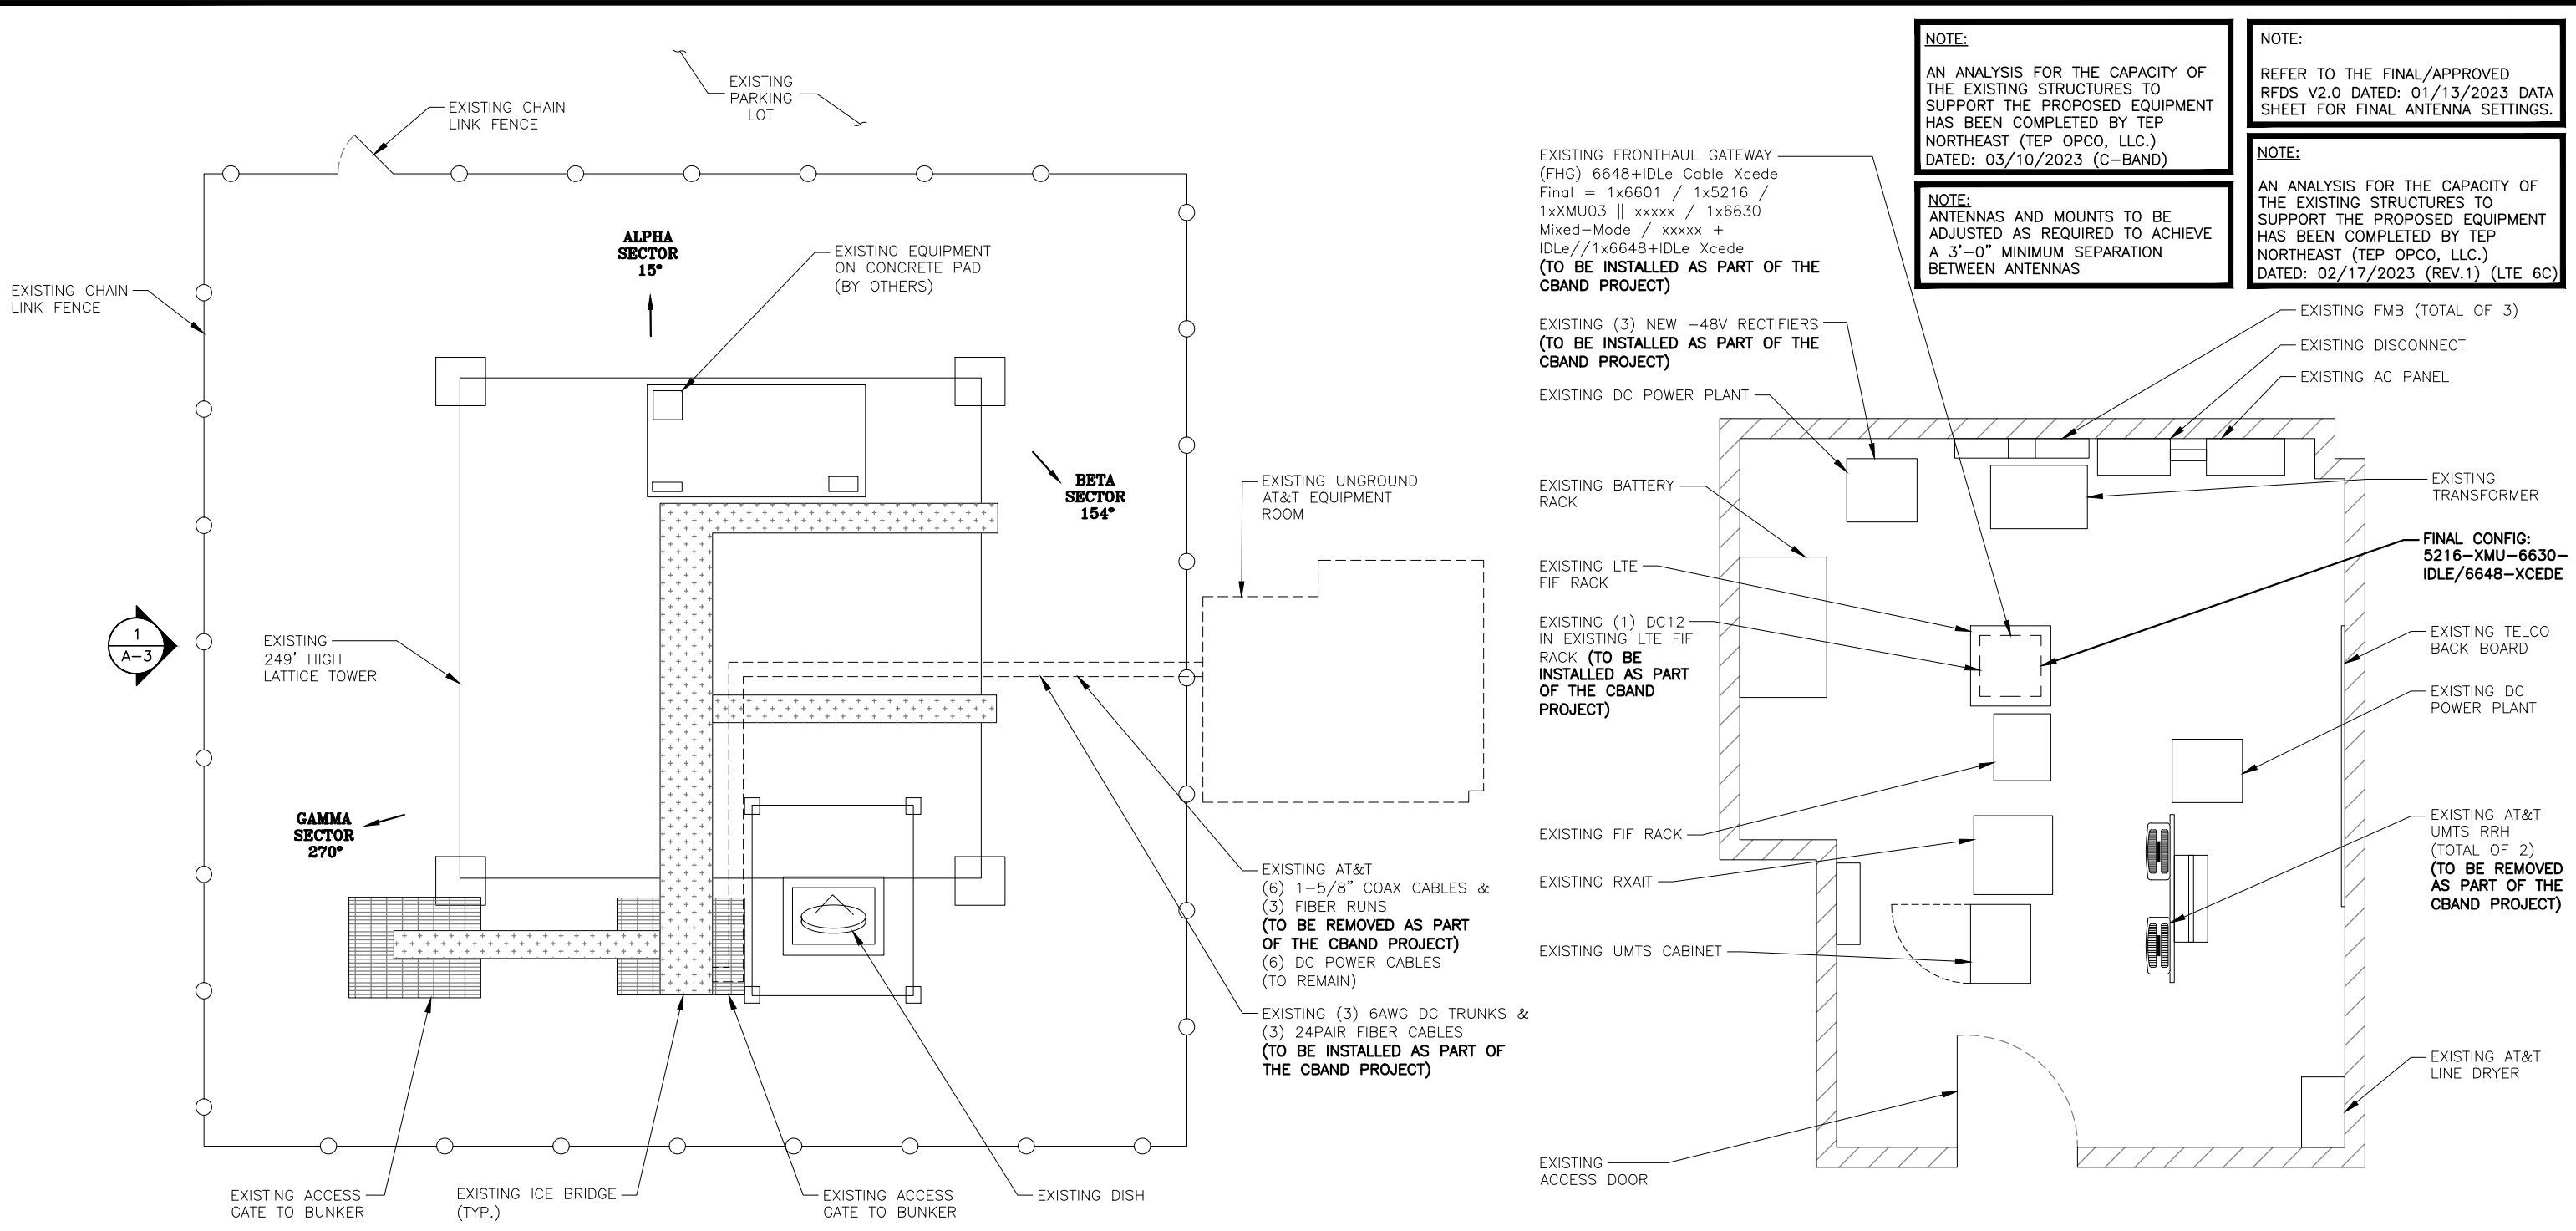 EXISTING
PARKING
LOT
EXISTING CHAIN
LINK FENCE
EXISTING CHAIN
LINK FENCE
ALPHA
SECTOR
15°
EXISTING EQUIPMENT
ON CONCRETE PAD
(BY OTHERS)
BETA
SECTOR
154°
EXISTING UNGROUND
AT&T EQUIPMENT
ROOM
1
A-3
EXISTING
249' HIGH
LATTICE TOWER
GAMMA
SECTOR
270°
EXISTING AT&T
(6) 1-5/8" COAX CABLES &
(3) FIBER RUNS
(TO BE REMOVED AS PART
OF THE CBAND PROJECT)
(6) DC POWER CABLES
(TO REMAIN)
EXISTING (3) 6AWG DC TRUNKS &
(3) 24PAIR FIBER CABLES
(TO BE INSTALLED AS PART OF
THE CBAND PROJECT)
EXISTING ACCESS
GATE TO BUNKER
EXISTING ICE BRIDGE
(TYP.)
EXISTING ACCESS
GATE TO BUNKER
EXISTING DISH
NOTE:
AN ANALYSIS FOR THE CAPACITY OF
THE EXISTING STRUCTURES TO
SUPPORT THE PROPOSED EQUIPMENT
HAS BEEN COMPLETED BY TEP
NORTHEAST (TEP OPCO, LLC.)
DATED: 03/10/2023 (C-BAND)
NOTE:
REFER TO THE FINAL/APPROVED
RFDS V2.0 DATED: 01/13/2023 DATA
SHEET FOR FINAL ANTENNA SETTINGS.
NOTE:
ANTENNAS AND MOUNTS TO BE
ADJUSTED AS REQUIRED TO ACHIEVE
A 3'-0" MINIMUM SEPARATION
BETWEEN ANTENNAS
NOTE:
AN ANALYSIS FOR THE CAPACITY OF
THE EXISTING STRUCTURES TO
SUPPORT THE PROPOSED EQUIPMENT
HAS BEEN COMPLETED BY TEP
NORTHEAST (TEP OPCO, LLC.)
DATED: 02/17/2023 (REV.1) (LTE 6C)
EXISTING FRONTHAUL GATEWAY
(FHG) 6648+IDLe Cable Xcede
Final = 1x6601 / 1x5216 /
1xXMU03 || xxxxx / 1x6630
Mixed-Mode / xxxxx +
IDLe//1x6648+IDLe Xcede
(TO BE INSTALLED AS PART OF THE
CBAND PROJECT)
EXISTING (3) NEW -48V RECTIFIERS
(TO BE INSTALLED AS PART OF THE
CBAND PROJECT)
EXISTING DC POWER PLANT
EXISTING BATTERY
RACK
EXISTING LTE
FIF RACK
EXISTING (1) DC12
IN EXISTING LTE FIF
RACK (TO BE
INSTALLED AS PART
OF THE CBAND
PROJECT)
EXISTING FIF RACK
EXISTING RXAIT
EXISTING UMTS CABINET
EXISTING
ACCESS DOOR
EXISTING FMB (TOTAL OF 3)
EXISTING DISCONNECT
EXISTING AC PANEL
EXISTING
TRANSFORMER
FINAL CONFIG:
5216-XMU-6630-
IDLE/6648-XCEDE
EXISTING TELCO
BACK BOARD
EXISTING DC
POWER PLANT
EXISTING AT&T
UMTS RRH
(TOTAL OF 2)
(TO BE REMOVED
AS PART OF THE
CBAND PROJECT)
EXISTING AT&T
LINE DRYER